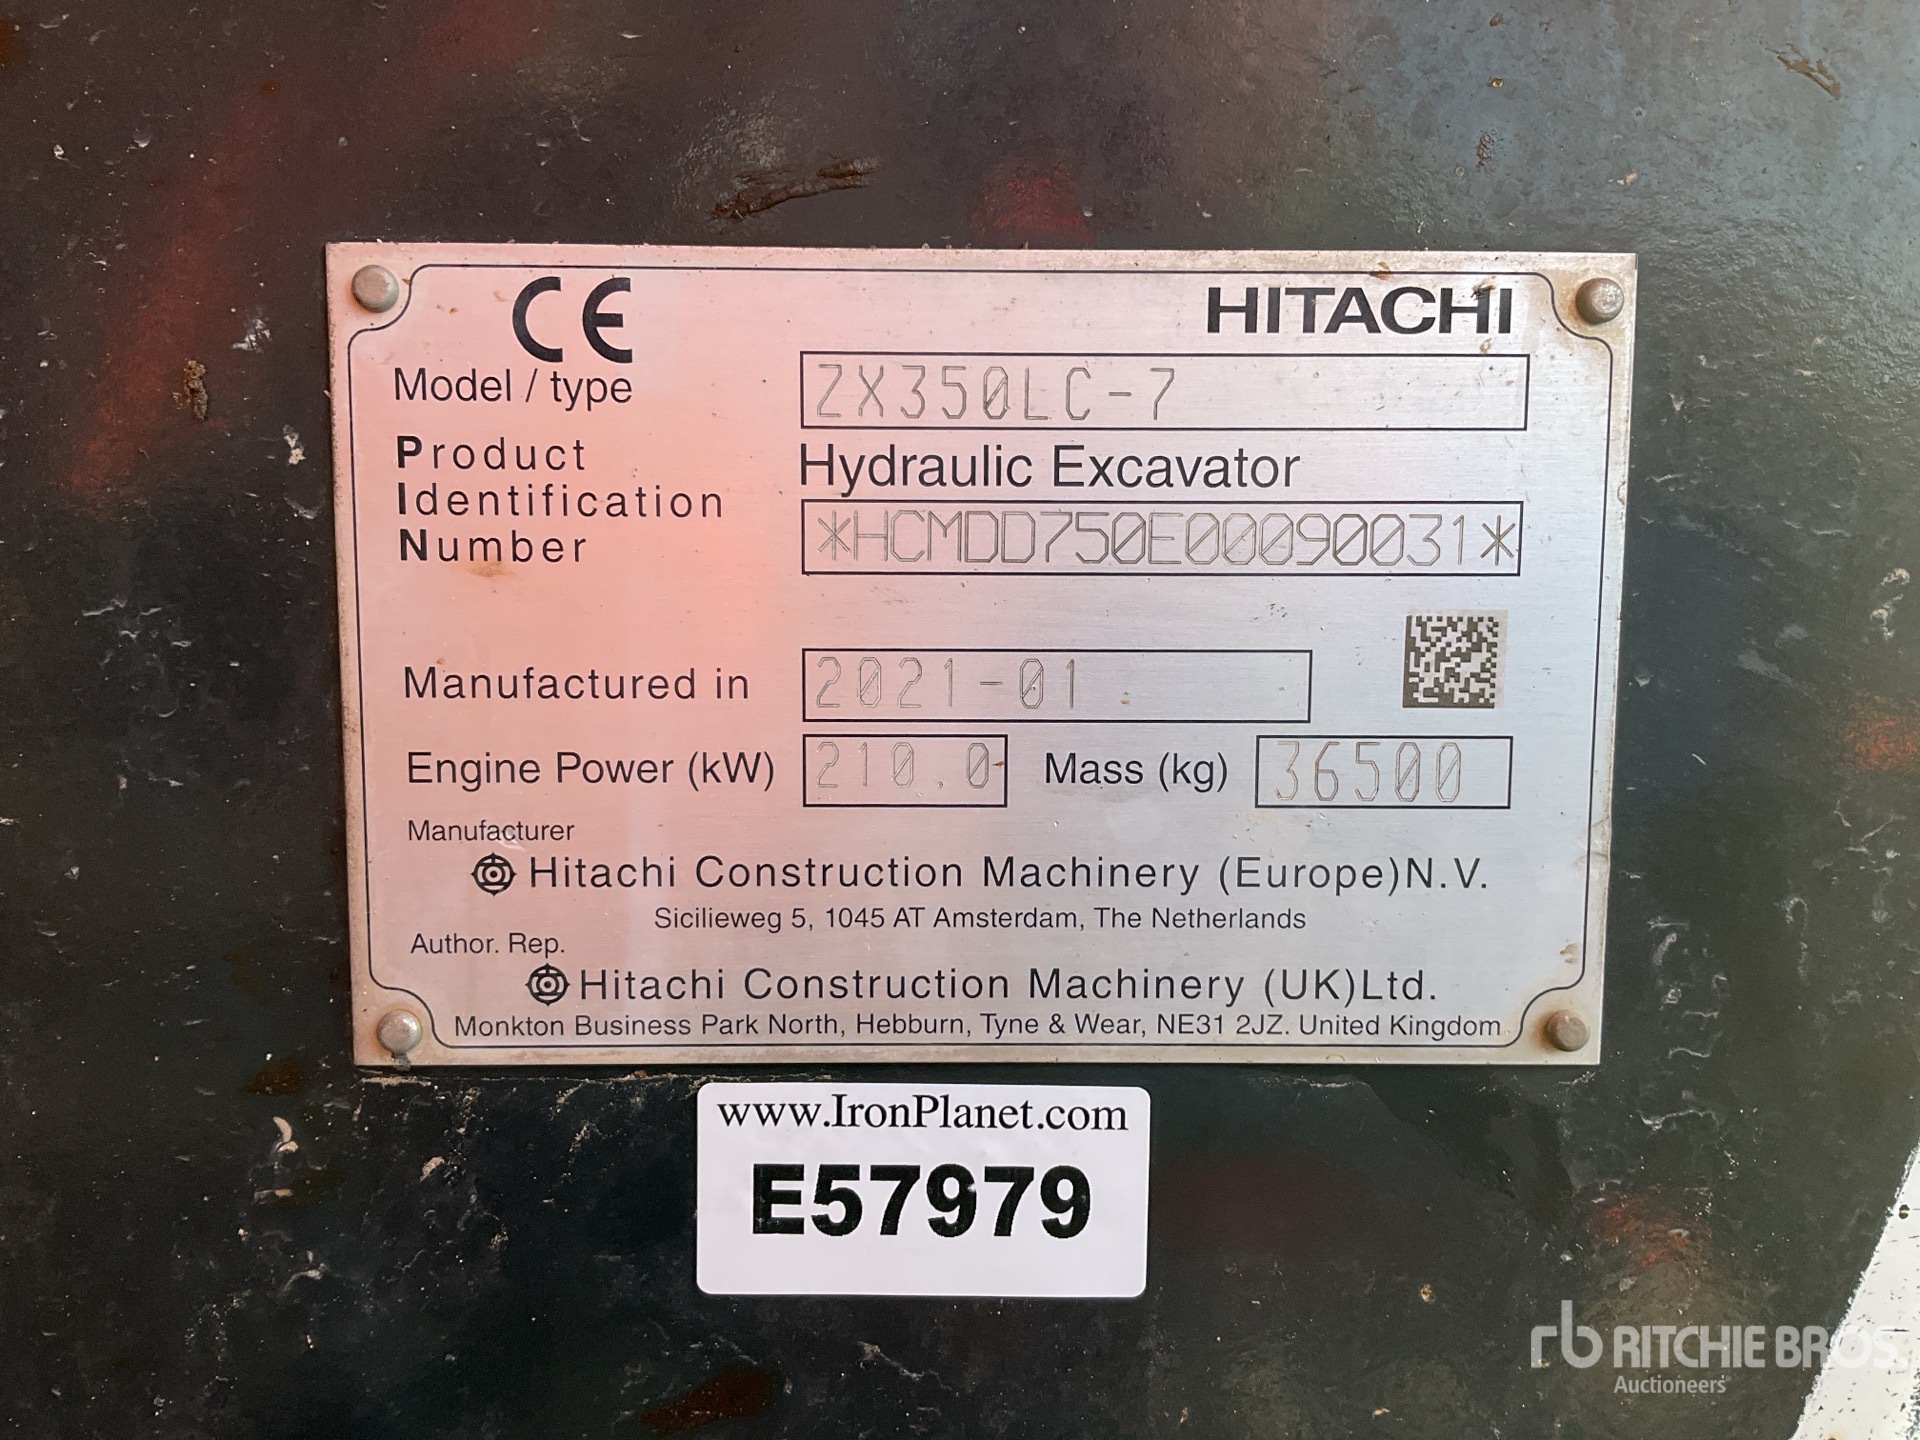 CE HITACHI
Model / type ZX350LC-7
Product Hydraulic Excavator
Identification
Number *HCMDD750E00090031*
Manufactured in 2021-01
Engine Power (kW) 210.0 Mass (kg) 36500
Manufacturer
Hitachi Construction Machinery (Europe)N.V.
Sicilieweg 5, 1045 AT Amsterdam, The Netherlands
Author. Rep.
Hitachi Construction Machinery (UK)Ltd.
Monkton Business Park North, Hebburn, Tyne & Wear, NE31 2JZ. United Kingdom
www.IronPlanet.com
E57979
rb RITCHIE BROS.
Auctioneers